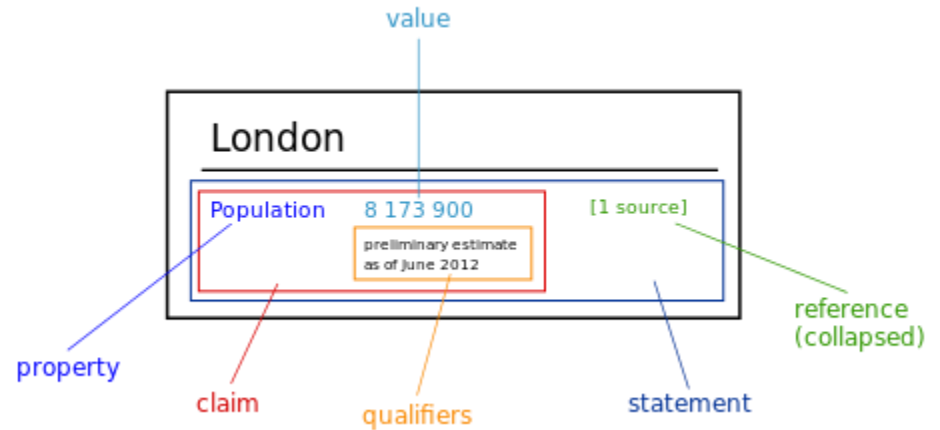 value
London
Population 8 173 900 [1 source]
preliminary estimate
as of June 2012
reference
(collapsed)
property
claim
qualifiers
statement